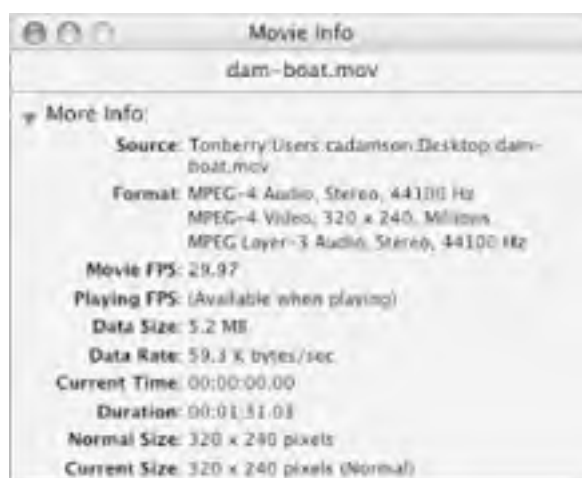 Movie Info
dam-boat.mov
More Info:
Source: Tonberry:Users:cadamson:Desktop:dam-
boat.mov
Format: MPEG-4 Audio, Stereo, 44100 Hz
MPEG-4 Video, 320 x 240, Millions
MPEG Layer-3 Audio, Stereo, 44100 Hz
Movie FPS: 29.97
Playing FPS: (Available when playing)
Data Size: 5.2 MB
Data Rate: 59.3 K bytes/sec
Current Time: 00:00:00.00
Duration: 00:01:31.03
Normal Size: 320 x 240 pixels
Current Size: 320 x 240 pixels (Normal)